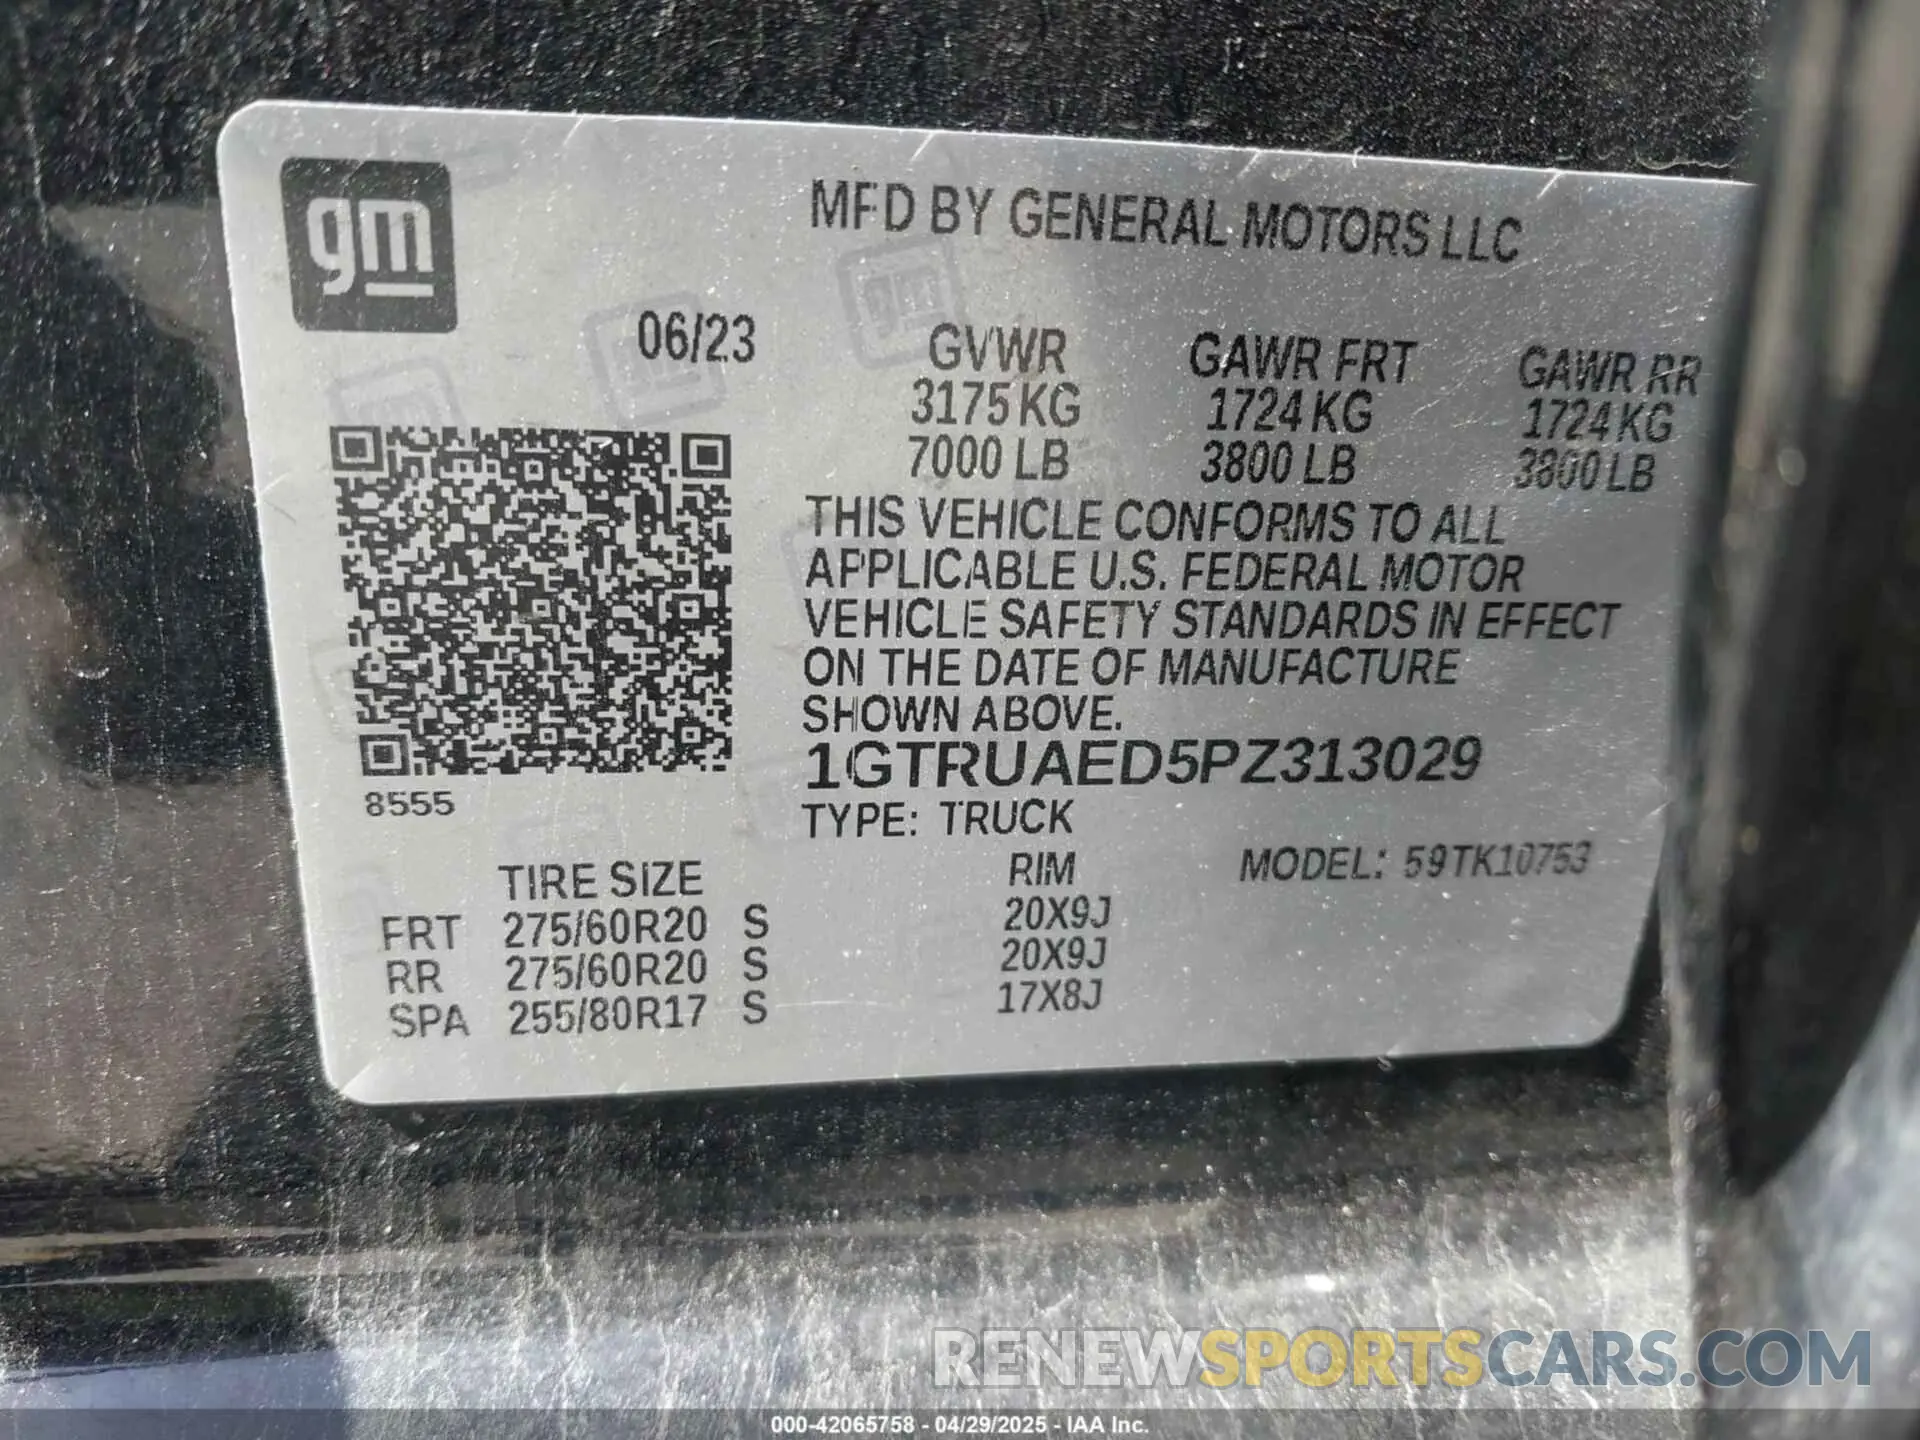 gm
MFD BY GENERAL MOTORS LLC
06/23
GVWR GAWR FRT GAWR RR
3175 KG 1724 KG 1724 KG
7000 LB 3800 LB 3800 LB
THIS VEHICLE CONFORMS TO ALL
APPLICABLE U.S. FEDERAL MOTOR
VEHICLE SAFETY STANDARDS IN EFFECT
ON THE DATE OF MANUFACTURE
SHOWN ABOVE.
1GTRUAED5PZ313029
8555
TYPE: TRUCK
TIRE SIZE RIM MODEL: 59TK10753
FRT 275/60R20 S 20X9J
RR 275/60R20 S 20X9J
SPA 255/80R17 S 17X8J
RENEWSPORTSCARS.COM
000-42065758 - 04/29/2025 - IAA Inc.